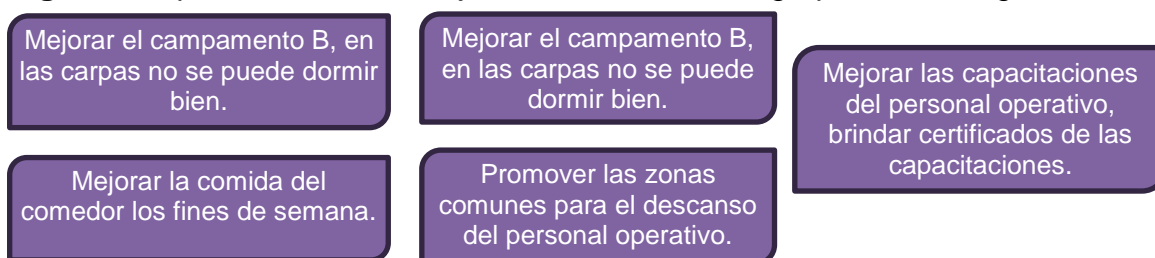 Mejorar el campamento B, en
las carpas no se puede dormir
bien.
Mejorar el campamento B,
en las carpas no se puede
dormir bien.
Mejorar las capacitaciones
del personal operativo,
brindar certificados de las
capacitaciones.
Mejorar la comida del
comedor los fines de semana.
Promover las zonas
comunes para el descanso
del personal operativo.